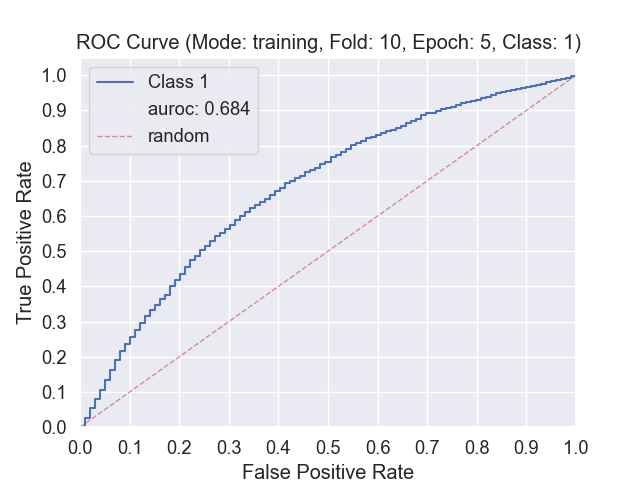 ROC Curve (Mode: training, Fold: 10, Epoch: 5, Class: 1)
Class 1
auroc: 0.684
random
True Positive Rate
1.0
0.9
0.8
0.7
0.6
0.5
0.4
0.3
0.2
0.1
0.0
0.0 0.1 0.2 0.3 0.4 0.5 0.6 0.7 0.8 0.9 1.0
False Positive Rate